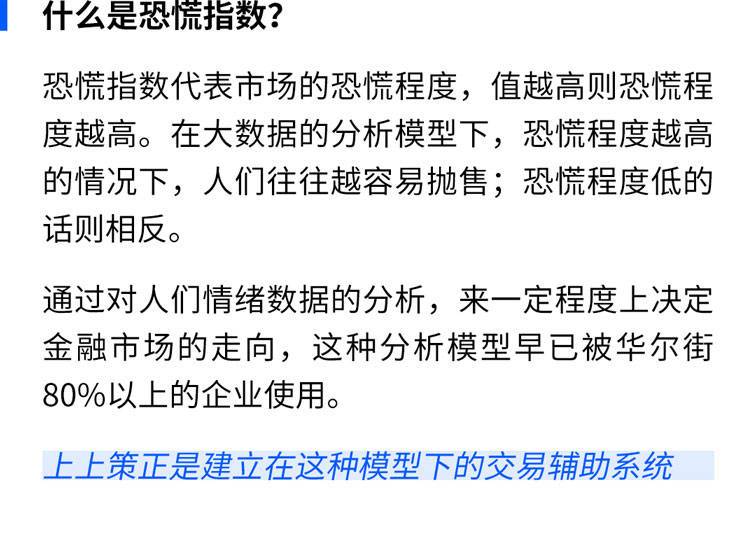 什么是恐慌指数？
恐慌指数代表市场的恐慌程度，值越高则恐慌程
度越高。在大数据的分析模型下，恐慌程度越高
的情况下，人们往往越容易抛售；恐慌程度低的
话则相反。
通过对人们情绪数据的分析，来一定程度上决定
金融市场的走向，这种分析模型早已被华尔街
80%以上的企业使用。
上上策正是建立在这种模型下的交易辅助系统